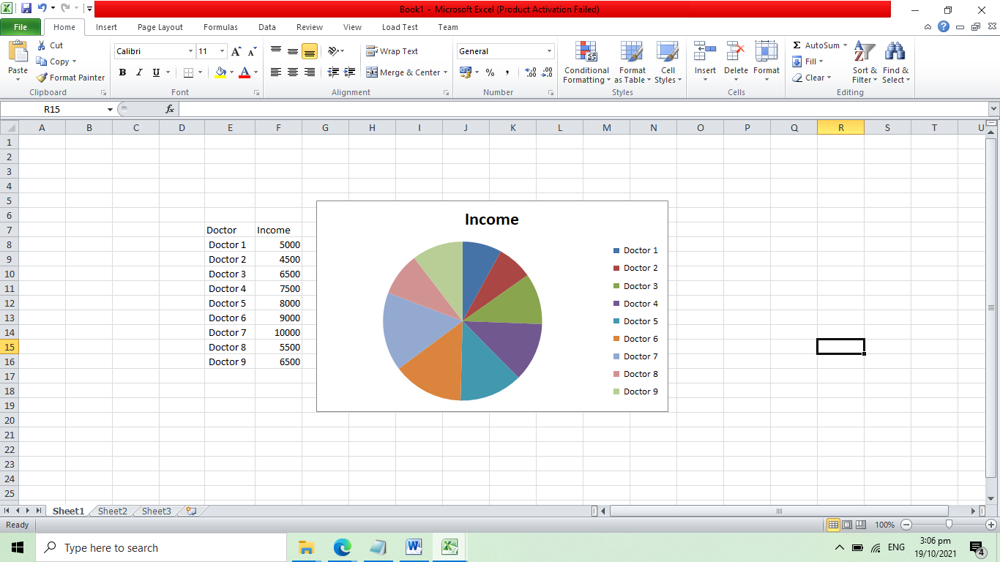 Book1 - Microsoft Excel (Product Activation Failed)
File Home Insert Page Layout Formulas Data Review View Load Test Team
Paste
Cut
Copy
Format Painter
Clipboard
Calibri 11
B I U
Font
Wrap Text
Merge & Center
Alignment
General
% ,
Number
Conditional Formatting
Format as Table
Cell Styles
Styles
Insert Delete Format
Cells
Σ AutoSum
Fill
Clear
Sort & Filter
Find & Select
Editing
R15 fx
A B C D E F G H I J K L M N O P Q R S T U
1
2
3
4
5
6
7 Doctor Income
8 Doctor 1 5000
9 Doctor 2 4500
10 Doctor 3 6500
11 Doctor 4 7500
12 Doctor 5 8000
13 Doctor 6 9000
14 Doctor 7 10000
15 Doctor 8 5500
16 Doctor 9 6500
17
18
19
20
21
22
23
24
25
Income
Doctor 1
Doctor 2
Doctor 3
Doctor 4
Doctor 5
Doctor 6
Doctor 7
Doctor 8
Doctor 9
Sheet1 Sheet2 Sheet3
Ready 100%
Type here to search
ENG
3:06 pm
19/10/2021
4